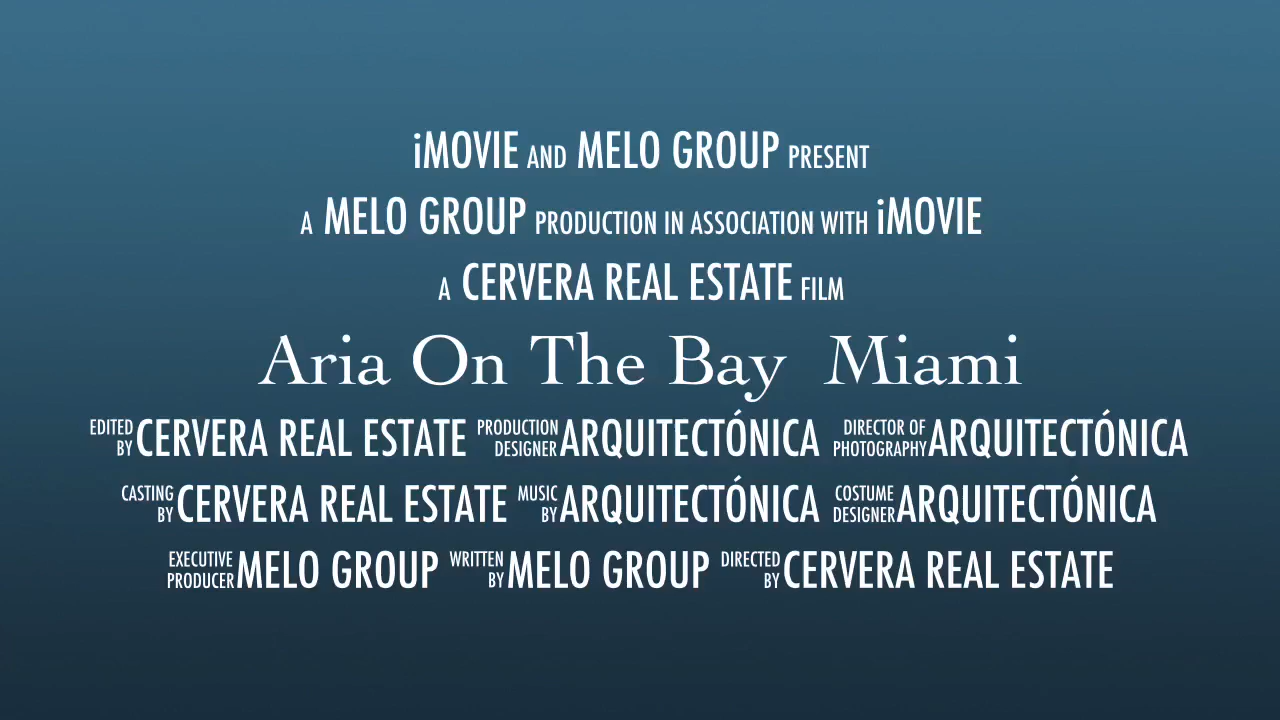 iMOVIE AND MELO GROUP PRESENT
A MELO GROUP PRODUCTION IN ASSOCIATION WITH iMOVIE
A CERVERA REAL ESTATE FILM
Aria On The Bay  Miami
EDITED BY CERVERA REAL ESTATE PRODUCTION DESIGNER ARQUITECTÓNICA DIRECTOR OF PHOTOGRAPHY ARQUITECTÓNICA
CASTING BY CERVERA REAL ESTATE MUSIC BY ARQUITECTÓNICA COSTUME DESIGNER ARQUITECTÓNICA
EXECUTIVE PRODUCER MELO GROUP WRITTEN BY MELO GROUP DIRECTED BY CERVERA REAL ESTATE